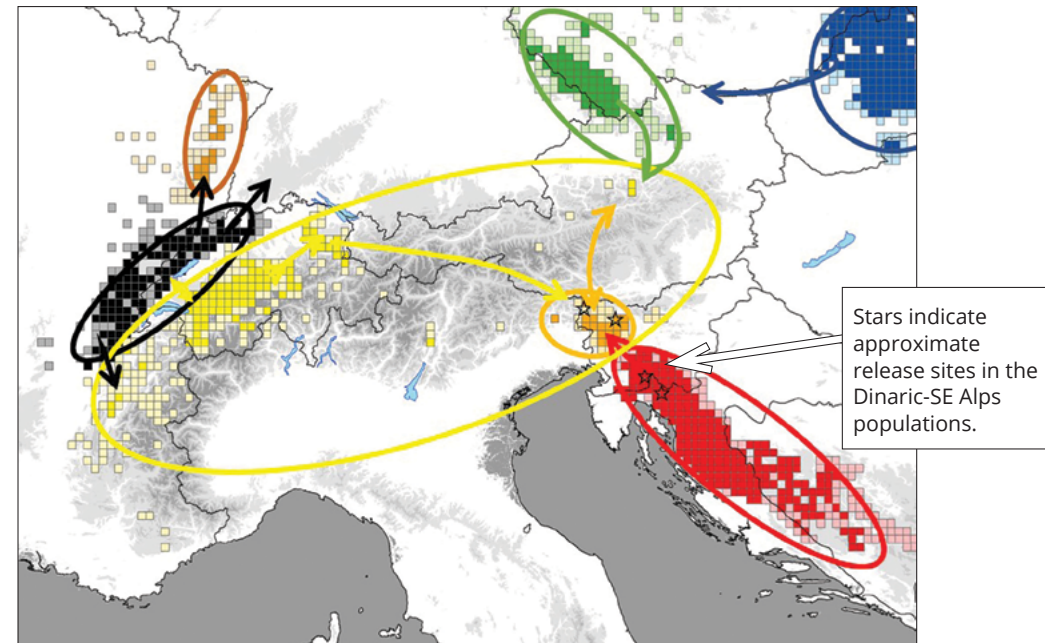 Stars indicate
approximate
release sites in the
Dinaric-SE Alps
populations.